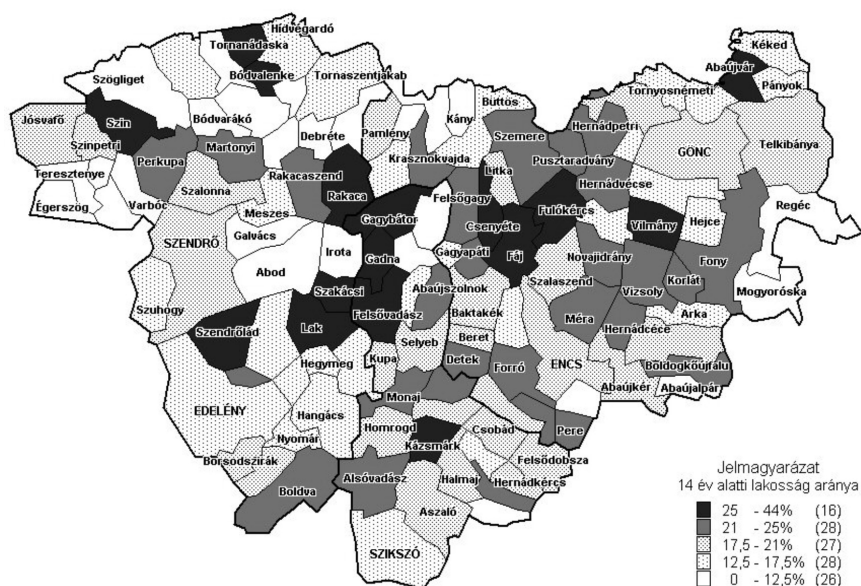 Hídvégardó
Tornanádaska
Kéked
Abaújvár
Bódvalenke
Szögliget
Tornaszentjakab
Pányok
Tornyosnémeti
Büttös
Jósvafő
Szin
Bódvarákó
Debréte
Pamlény
Kány
Szemere
Hernádpetri
Szinpetri
Perkupa
Martonyi
Krasznokvajda
Pusztaradvány
GÖNC
Telkibánya
Teresztenye
Szalonna
Rakacaszend
Rakaca
Litka
Hernádvécse
Égerszög
Varbóc
Meszes
Gagybátor
Felsőgagy
Fulókércs
Regéc
Galvács
Csenyéte
Vilmány
Hejce
SZENDRŐ
Irota
Gadna
Gagyapáti
Fáj
Novajidrány
Fony
Abod
Szakácsi
Abaújszolnok
Szalaszend
Vizsoly
Korlát
Mogyoróska
Szuhogy
Felsővadász
Baktakék
Méra
Arka
Szendrőlád
Lak
Selyeb
Beret
Hernádcéce
Hegymeg
Kupa
Detek
Forró
ENCS
Boldogkőújfalu
EDELÉNY
Monaj
Abaújkér
Abaújalpár
Hangács
Homrogd
Csobád
Pere
Nyomár
Kázsmárk
Borsodszirák
Felsődobsza
Boldva
Alsóvadász
Halmaj
Hernádkércs
Aszaló
SZIKSZÓ
Jelmagyarázat
14 év alatti lakosság aránya
25 - 44% (16)
21 - 25% (28)
17,5 - 21% (27)
12,5 - 17,5% (28)
0 - 12,5% (26)